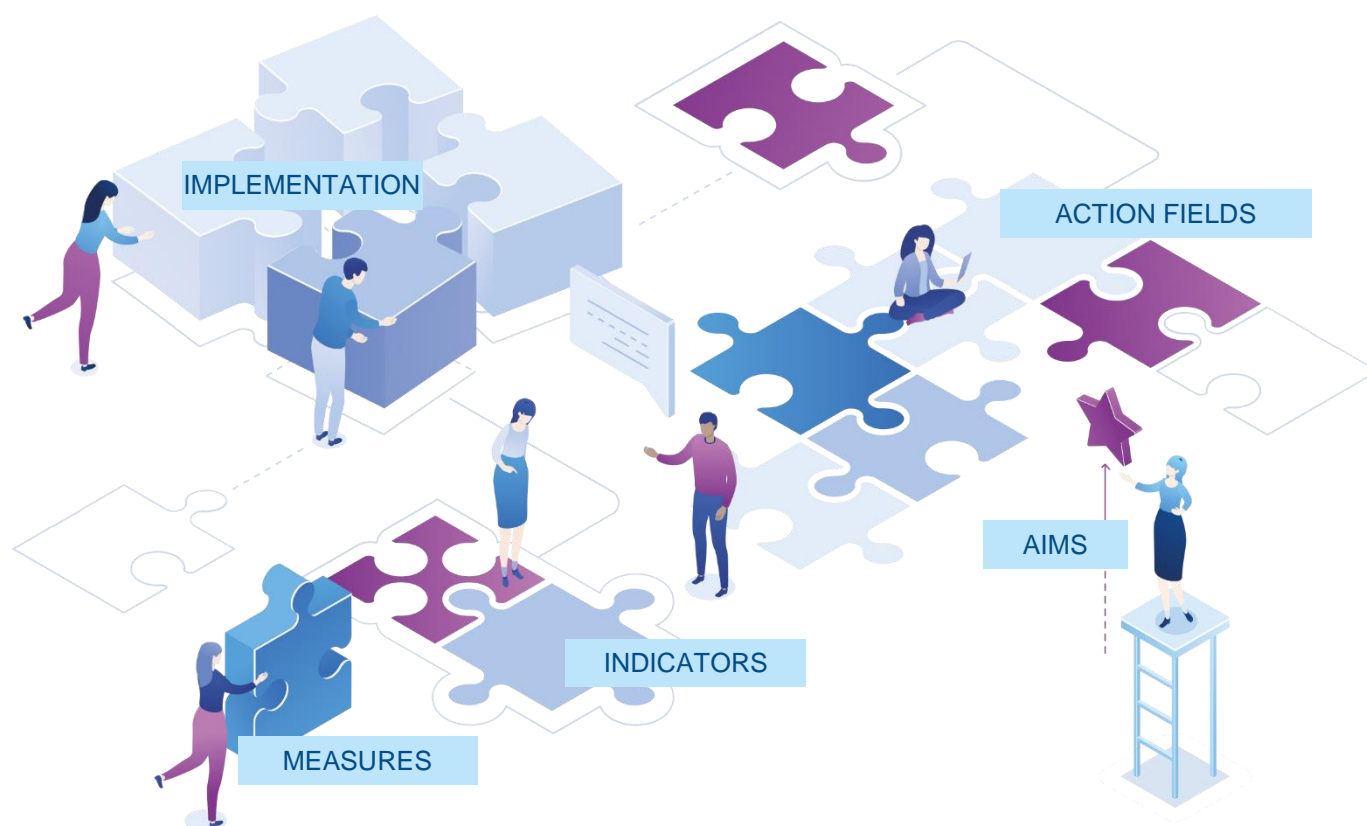 IMPLEMENTATION
ACTION FIELDS
AIMS
INDICATORS
MEASURES